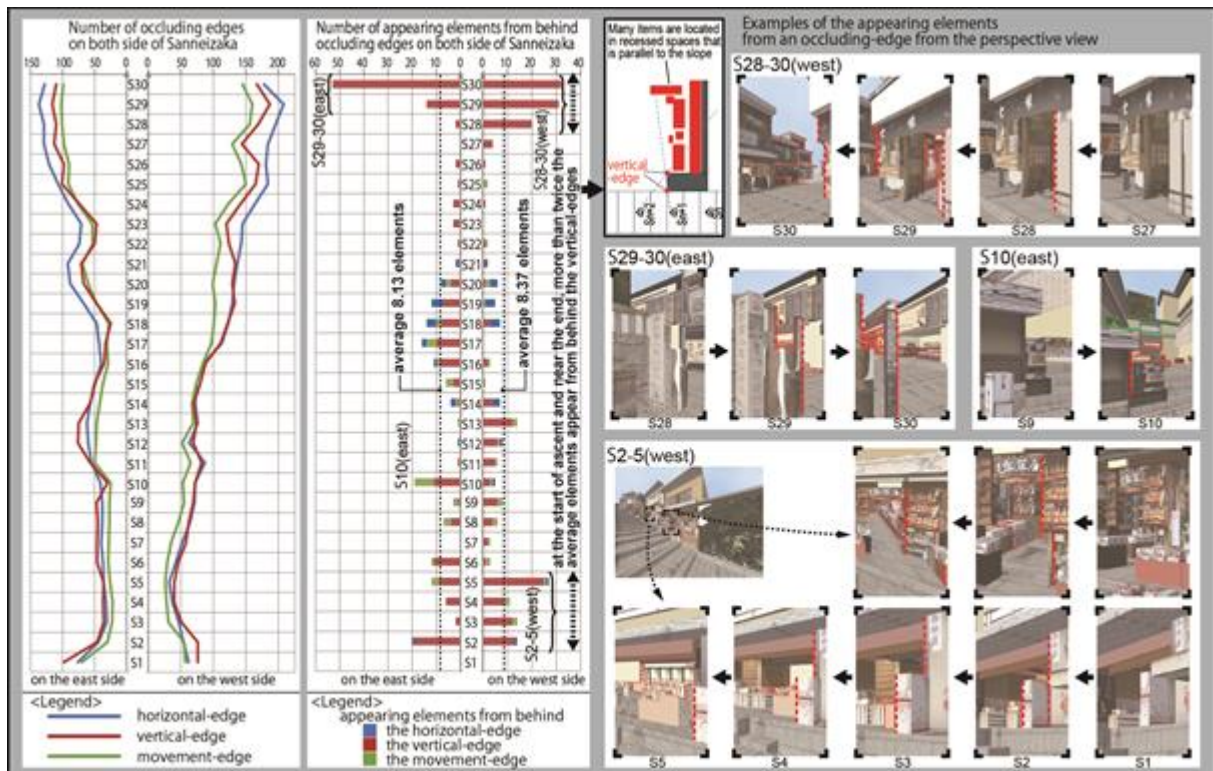 Number of occluding edges
on both side of Sanneizaka
150 100 50 0 0 50 100 150 200
on the east side
on the west side
<Legend>
horizontal-edge
vertical-edge
movement-edge
Number of appearing elements from behind
occluding edges on both side of Sanneizaka
60 50 40 30 20 10 0 0 10 20 30 40
S30
S29
S28
S27
S26
S25
S24
S23
S22
S21
S20
S19
S18
S17
S16
S15
S14
S13
S12
S11
S10
S9
S8
S7
S6
S5
S4
S3
S2
S1
S29-30(east)
S28-30(west)
average 8.13 elements
average 8.37 elements
S10(east)
S2-5(west)
at the start of ascent and near the end, more than twice the
average elements appear from behind the vertical-edges
on the east side
on the west side
<Legend>
appearing elements from behind
the horizontal-edge
the vertical-edge
the movement-edge
Many items are located
in recessed spaces that
is parallel to the slope
vertical
-edge
Examples of the appearing elements
from an occluding-edge from the perspective view
S28-30(west)
S30
S29
S28
S27
S29-30(east)
S28
S29
S30
S10(east)
S9
S10
S2-5(west)
S5
S4
S3
S2
S1